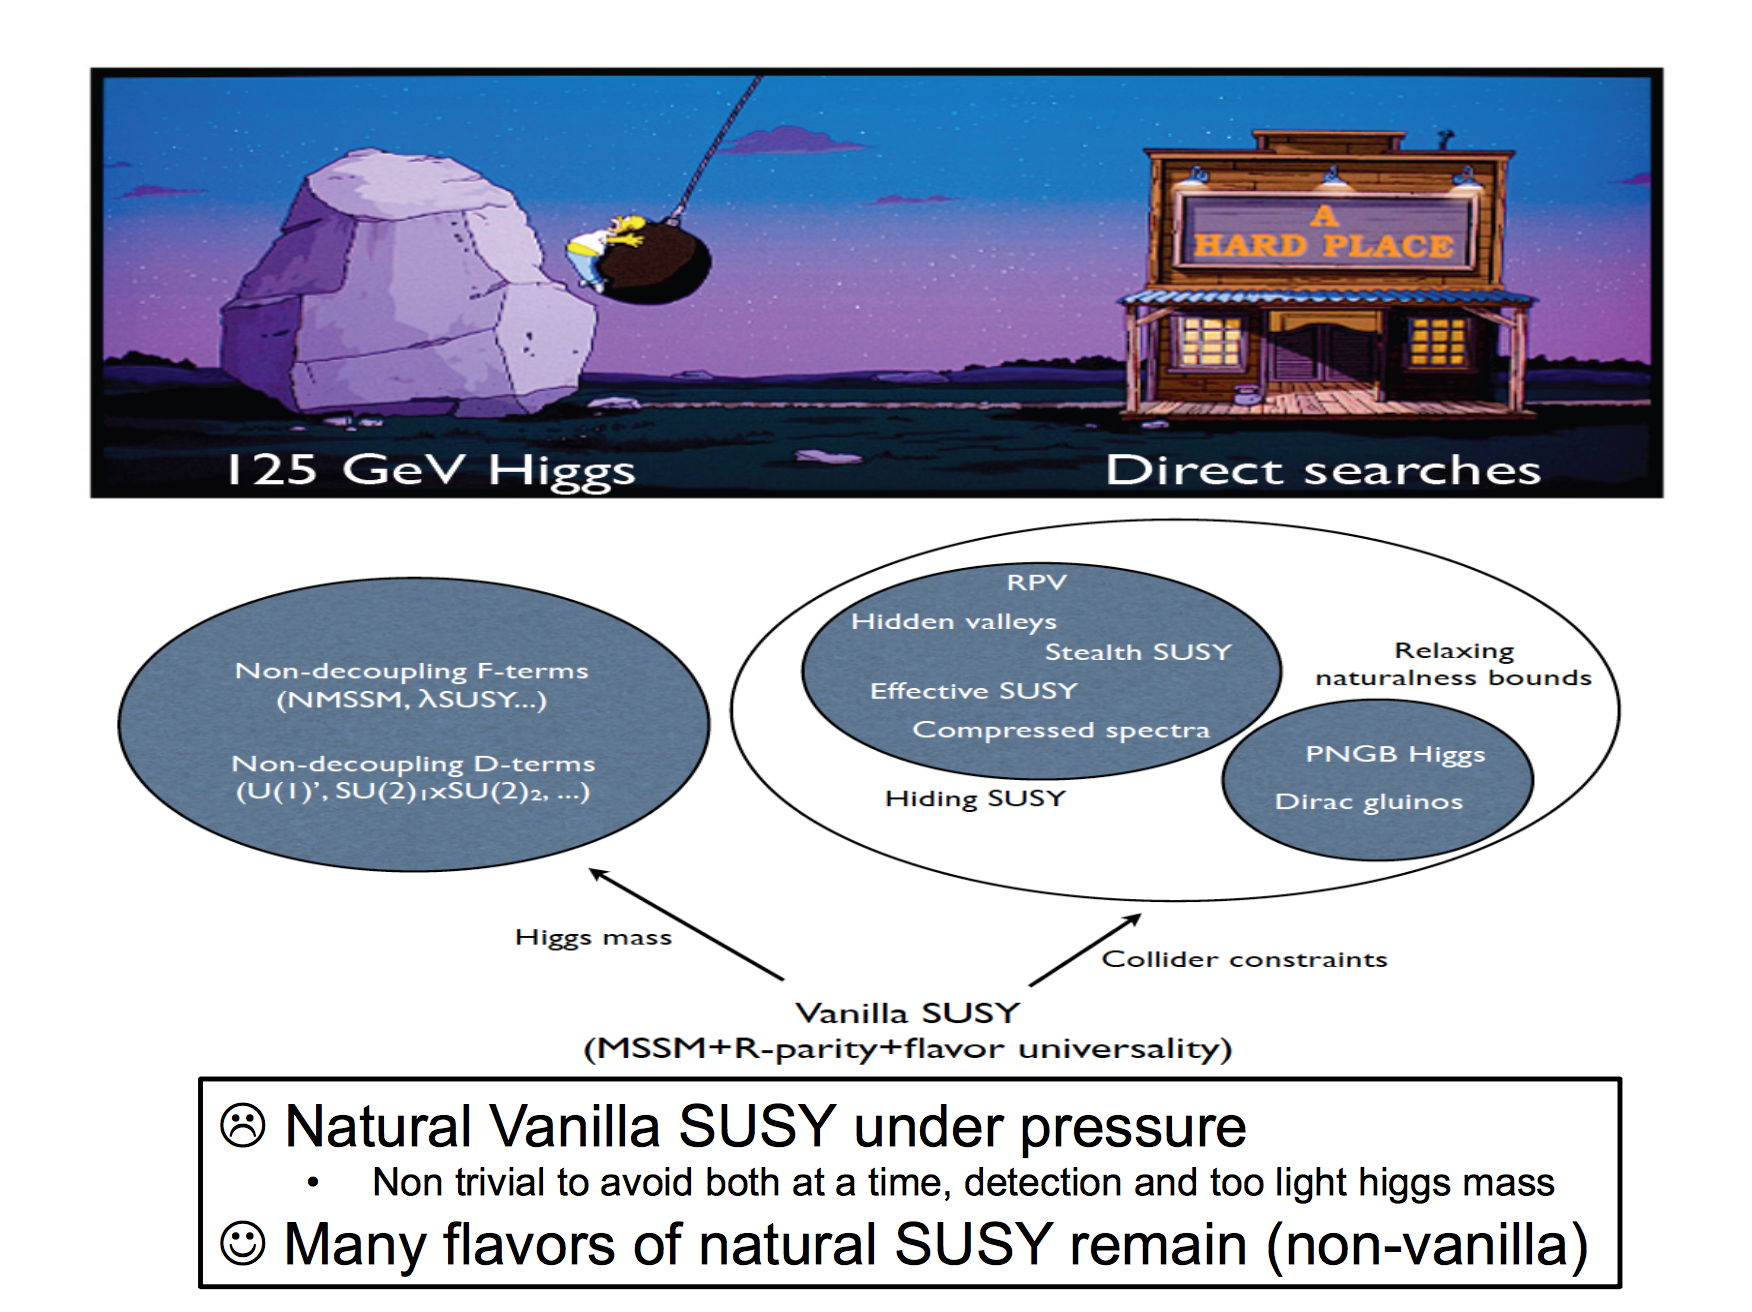 A
HARD PLACE
125 GeV Higgs
Direct searches
Non-decoupling F-terms
(NMSSM, λSUSY...)
Non-decoupling D-terms
(U(1)’, SU(2)₁xSU(2)₂, ...)
RPV
Hidden valleys
Stealth SUSY
Effective SUSY
Compressed spectra
Hiding SUSY
Relaxing
naturalness bounds
PNGB Higgs
Dirac gluinos
Higgs mass
Collider constraints
Vanilla SUSY
(MSSM+R-parity+flavor universality)
☹ Natural Vanilla SUSY under pressure
• Non trivial to avoid both at a time, detection and too light higgs mass
☺ Many flavors of natural SUSY remain (non-vanilla)